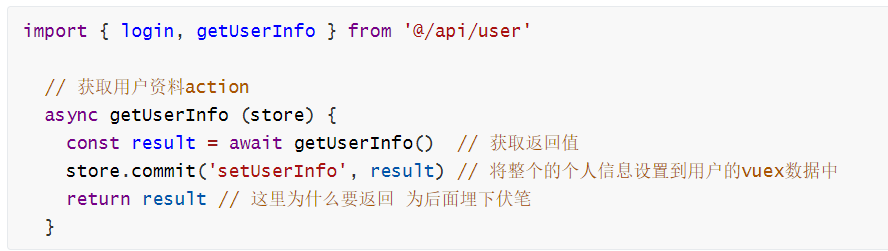 import { login, getUserInfo } from '@/api/user'
// 获取用户资料action
async getUserInfo (store) {
const result = await getUserInfo() // 获取返回值
store.commit('setUserInfo', result) // 将整个的个人信息设置到用户的vuex数据中
return result // 这里为什么要返回 为后面埋下伏笔
}